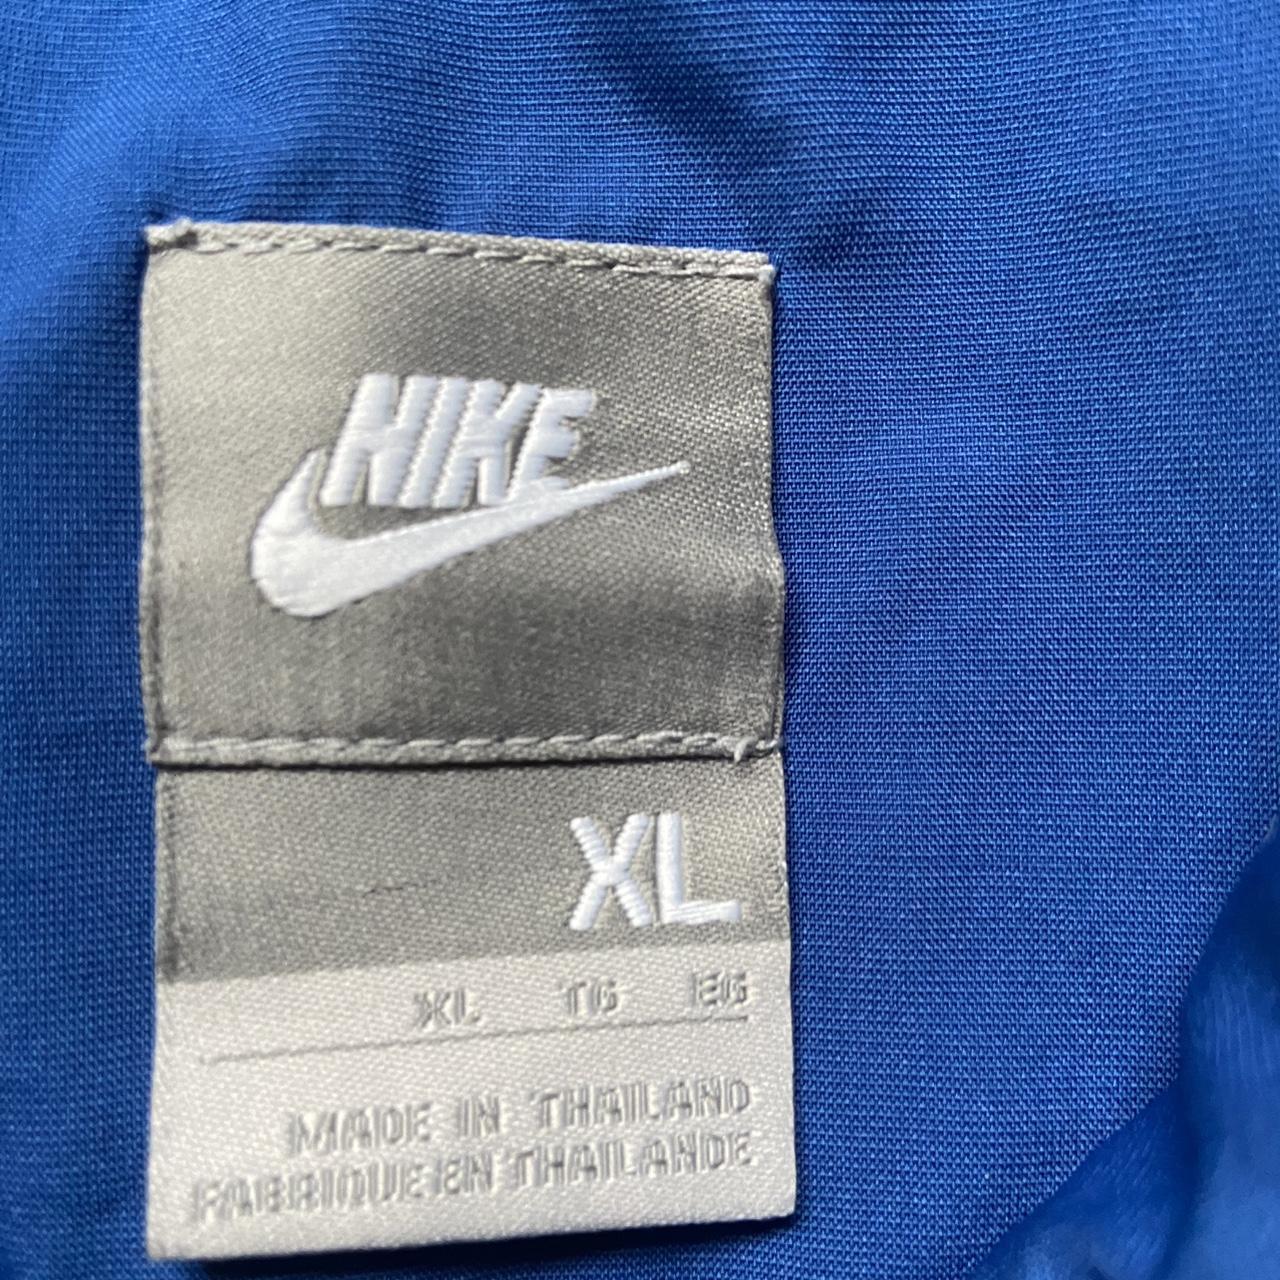 NIKE
XL
XL TG EG
MADE IN THAILAND
FABRIQUE EN THAILANDE